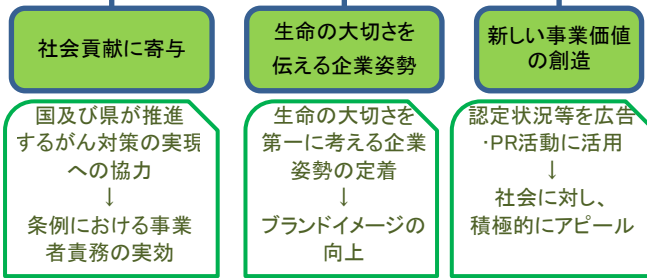 社会貢献に寄与
国及び県が推進
するがん対策の実現
への協力
↓
条例における事業
者責務の実効
生命の大切さを
伝える企業姿勢
生命の大切さを
第一に考える企業
姿勢の定着
↓
ブランドイメージの
向上
新しい事業価値
の創造
認定状況等を広告
・PR活動に活用
↓
社会に対し、
積極的にアピール